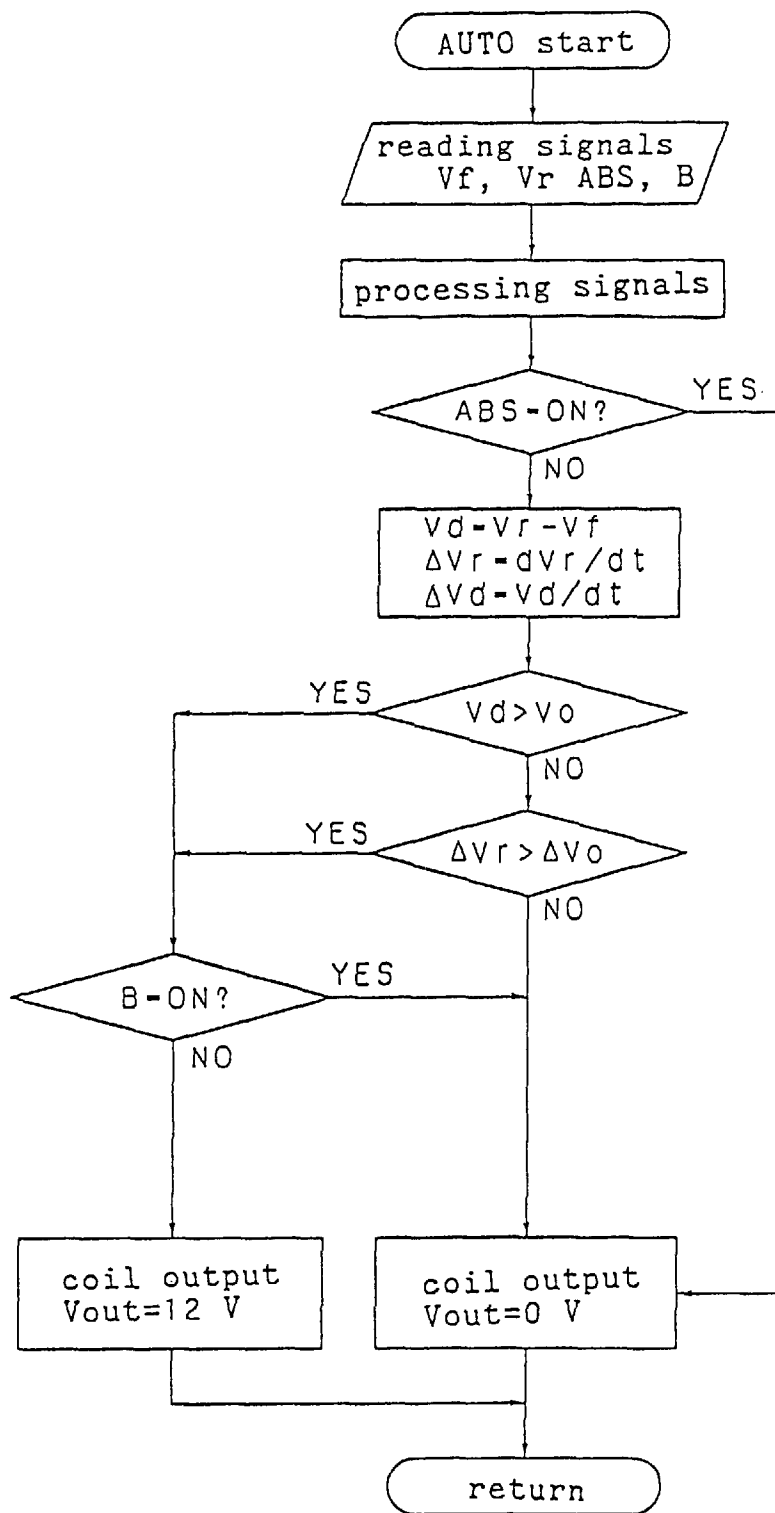 AUTO start
reading signals
Vf, Vr ABS, B
processing signals
ABS-ON?
YES
NO
Vd=Vr-Vf
ΔVr=dVr/dt
ΔVd=Vd/dt
YES
Vd>Vo
NO
YES
ΔVr>ΔVo
NO
B-ON?
YES
NO
coil output
Vout=12 V
coil output
Vout=0 V
return